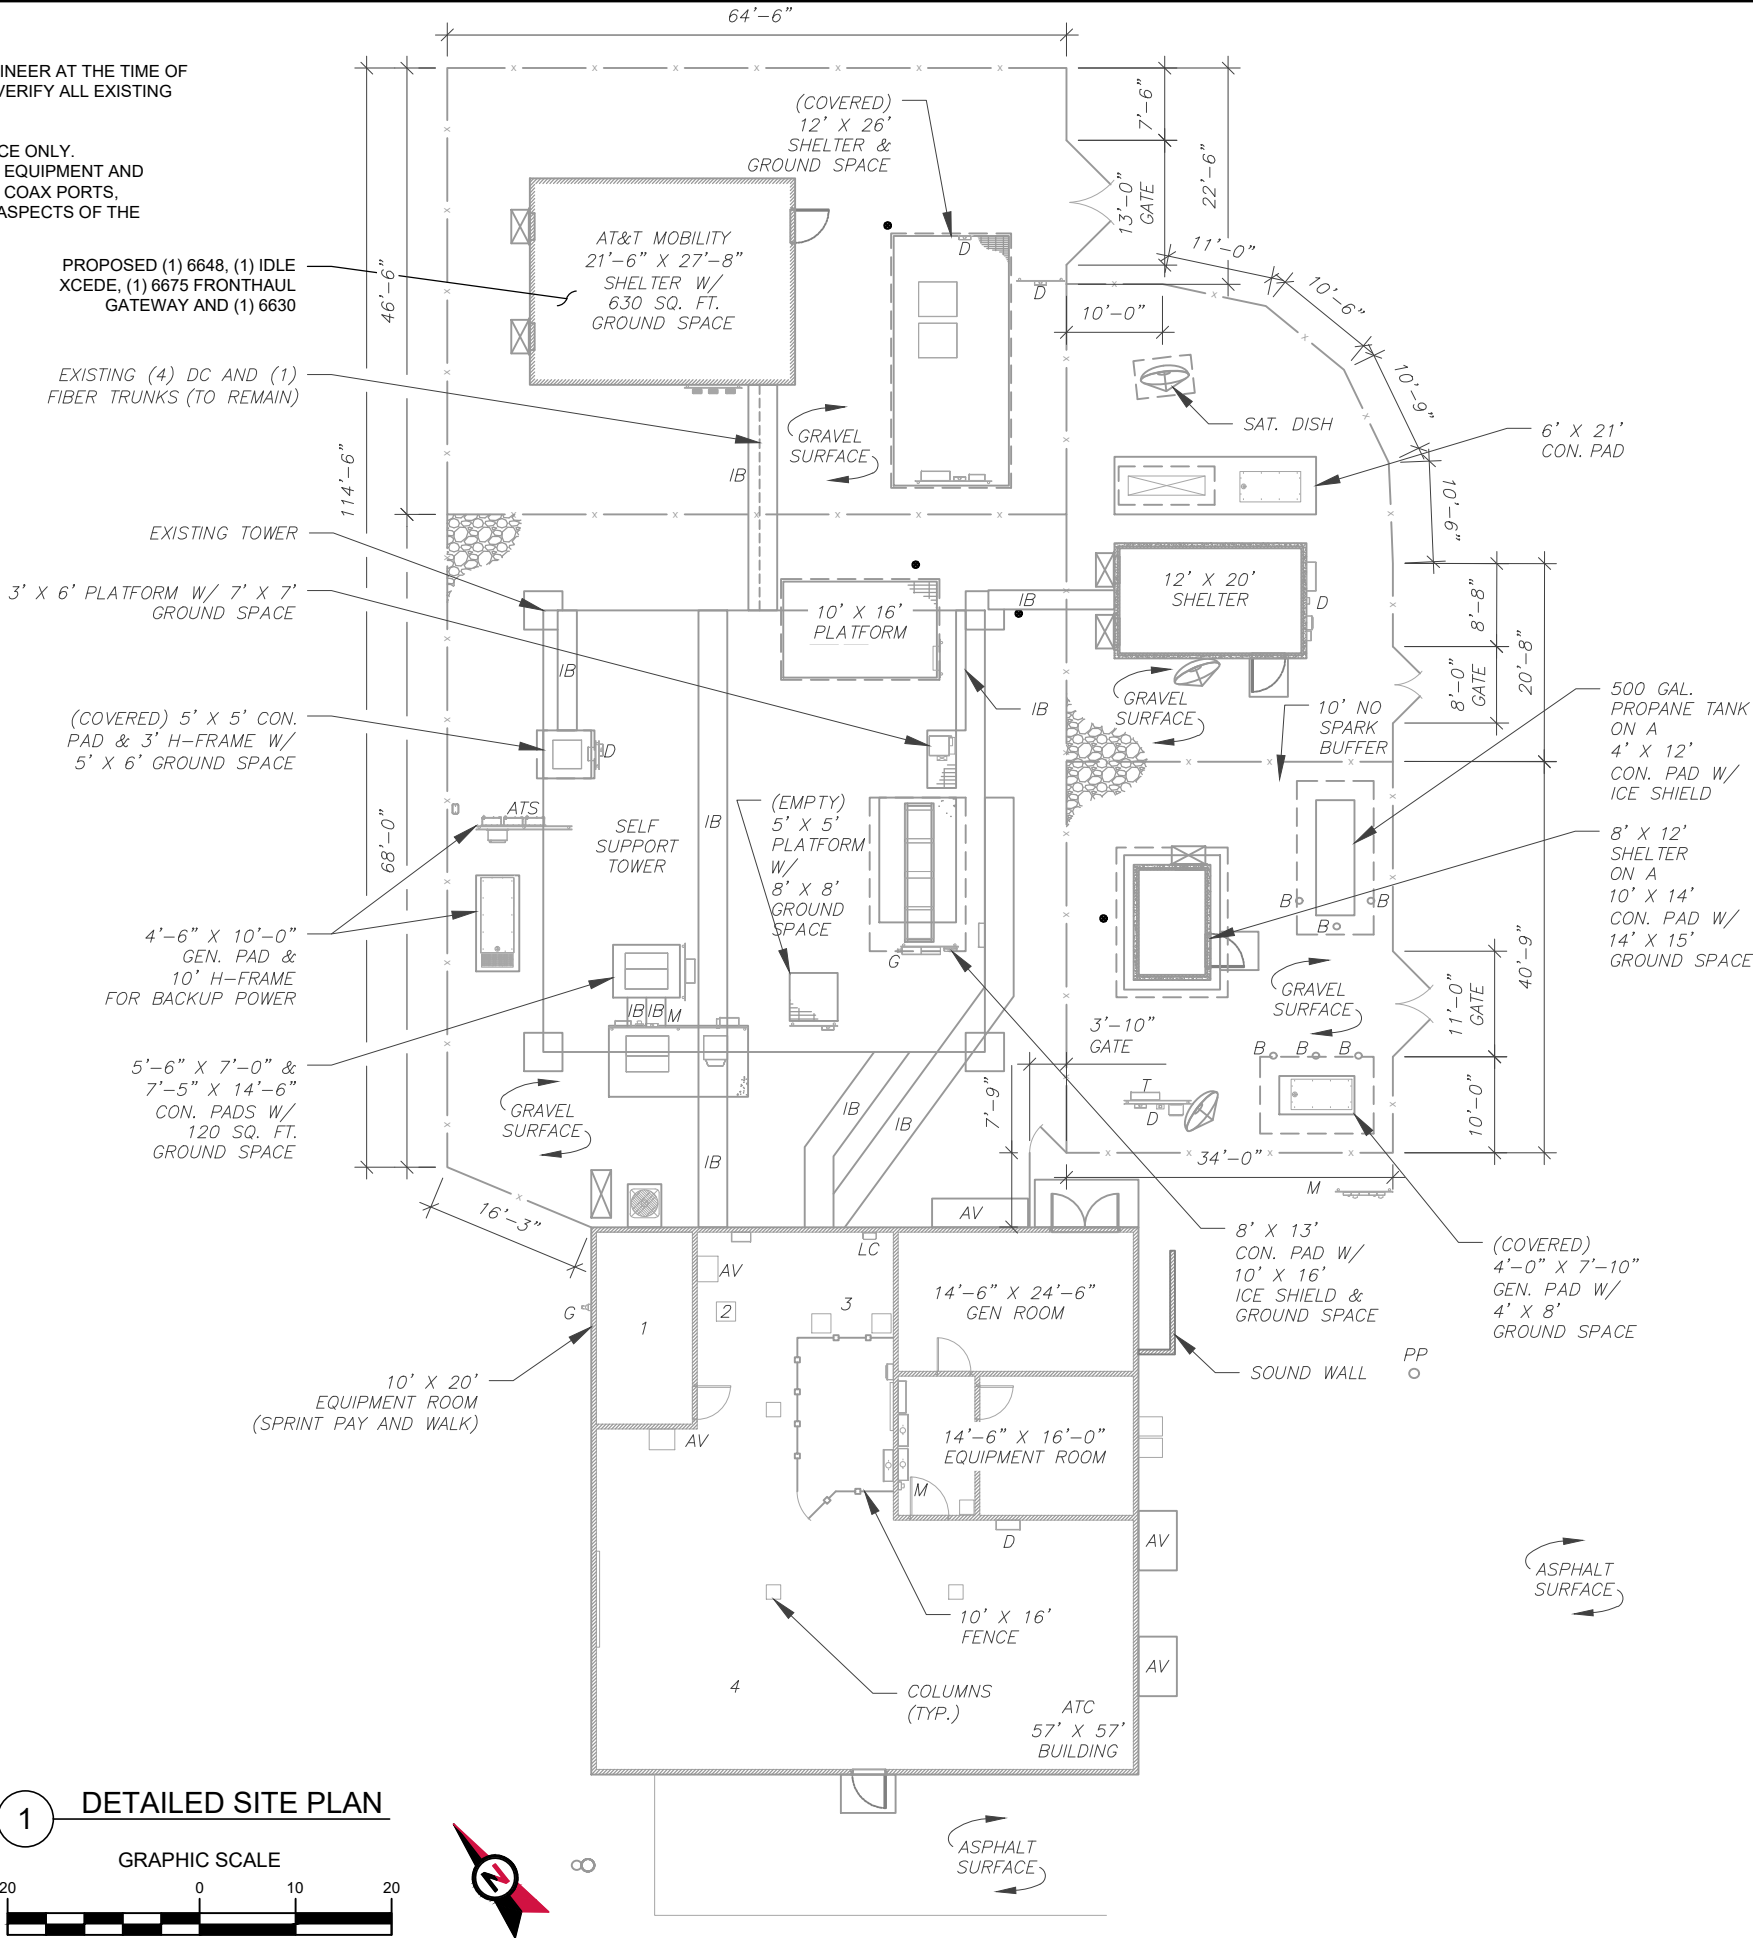 64'-6"
INEER AT THE TIME OF
VERIFY ALL EXISTING
CE ONLY.
EQUIPMENT AND
COAX PORTS,
ASPECTS OF THE
PROPOSED (1) 6648, (1) IDLE
XCEDE, (1) 6675 FRONTHAUL
GATEWAY AND (1) 6630
EXISTING (4) DC AND (1)
FIBER TRUNKS (TO REMAIN)
EXISTING TOWER
3' X 6' PLATFORM W/ 7' X 7'
GROUND SPACE
(COVERED) 5' X 5' CON.
PAD & 3' H-FRAME W/
5' X 6' GROUND SPACE
4'-6" X 10'-0"
GEN. PAD &
10' H-FRAME
FOR BACKUP POWER
5'-6" X 7'-0" &
7'-5" X 14'-6"
CON. PADS W/
120 SQ. FT.
GROUND SPACE
114'-6"
46'-6"
68'-0"
16'-3"
AT&T MOBILITY
21'-6" X 27'-8"
SHELTER W/
630 SQ. FT.
GROUND SPACE
(COVERED)
12' X 26'
SHELTER &
GROUND SPACE
D
D
GRAVEL
SURFACE
IB
7'-6"
13'-0"
GATE
22'-6"
11'-0"
10'-6"
10'-9"
10'-9"
10'-0"
SAT. DISH
6' X 21'
CON. PAD
12' X 20'
SHELTER
D
IB
10' X 16'
PLATFORM
IB
IB
D
ATS
SELF
SUPPORT
TOWER
IB
(EMPTY)
5' X 5'
PLATFORM
W/
8' X 8'
GROUND
SPACE
G
GRAVEL
SURFACE
10' NO
SPARK
BUFFER
8'-8"
8'-0"
GATE
20'-8"
500 GAL.
PROPANE TANK
ON A
4' X 12'
CON. PAD W/
ICE SHIELD
8' X 12'
SHELTER
ON A
10' X 14'
CON. PAD W/
14' X 15'
GROUND SPACE
B
B
B
GRAVEL
SURFACE
11'-0"
GATE
40'-9"
10'-0"
B
B
B
IB
IB
M
3'-10"
GATE
7'-9"
T
D
34'-0"
M
GRAVEL
SURFACE
IB
IB
IB
AV
LC
AV
G
1
2
3
14'-6" X 24'-6"
GEN ROOM
8' X 13'
CON. PAD W/
10' X 16'
ICE SHIELD &
GROUND SPACE
(COVERED)
4'-0" X 7'-10"
GEN. PAD W/
4' X 8'
GROUND SPACE
SOUND WALL
PP
10' X 20'
EQUIPMENT ROOM
(SPRINT PAY AND WALK)
AV
14'-6" X 16'-0"
EQUIPMENT ROOM
M
D
AV
AV
10' X 16'
FENCE
COLUMNS
(TYP.)
4
ATC
57' X 57'
BUILDING
ASPHALT
SURFACE
ASPHALT
SURFACE
1
DETAILED SITE PLAN
GRAPHIC SCALE
20
0
10
20
N